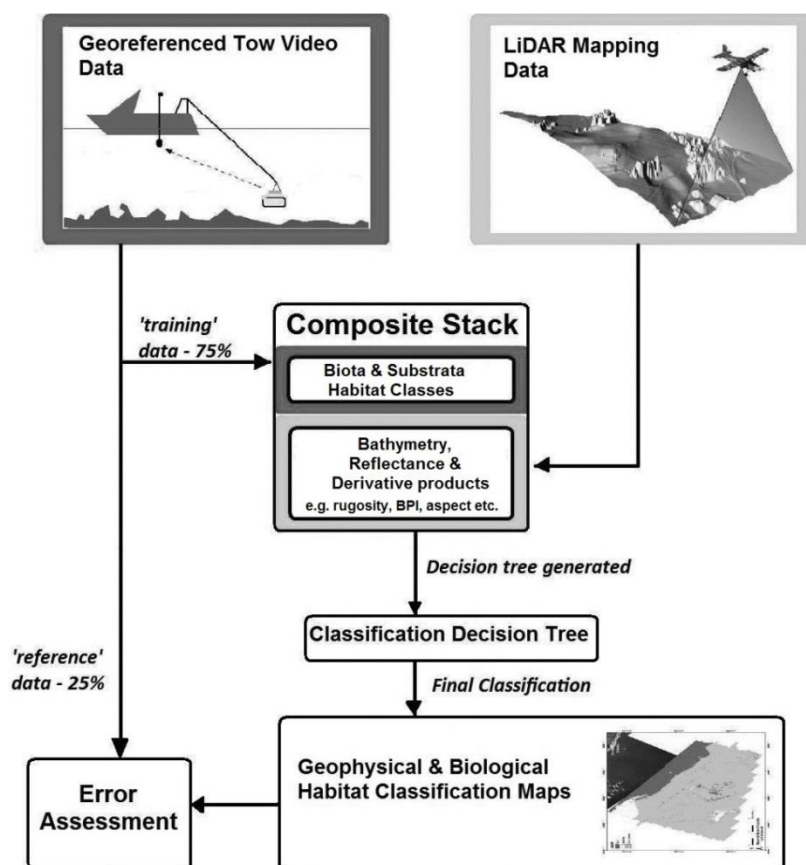 Georeferenced Tow Video
Data
LiDAR Mapping
Data
'training'
data - 75%
Composite Stack
Biota & Substrata
Habitat Classes
Bathymetry,
Reflectance &
Derivative products
e.g. rugosity, BPI, aspect etc.
Decision tree generated
Classification Decision Tree
'reference'
data - 25%
Final Classification
Geophysical & Biological
Habitat Classification Maps
Error
Assessment